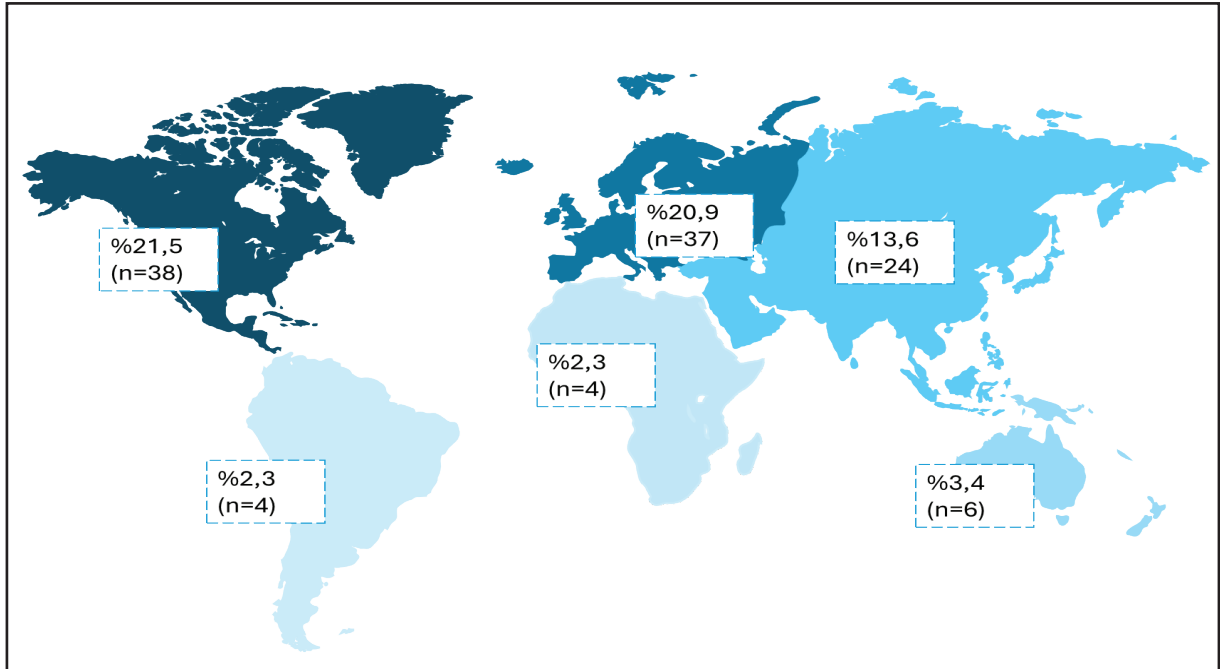 %21,5
(n=38)
%20,9
(n=37)
%13,6
(n=24)
%2,3
(n=4)
%2,3
(n=4)
%3,4
(n=6)